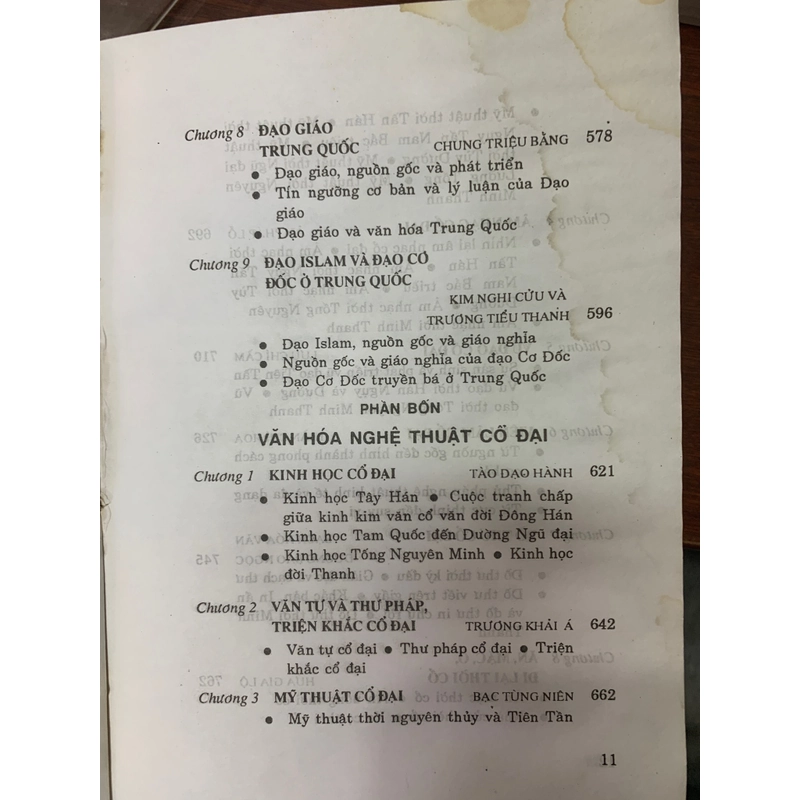 Chương 8 ĐẠO GIÁO
TRUNG QUỐC CHUNG TRIỆU BẰNG 578
● Đạo giáo, nguồn gốc và phát triển
● Tín ngưỡng cơ bản và lý luận của Đạo
giáo
● Đạo giáo và văn hóa Trung Quốc
Chương 9 ĐẠO ISLAM VÀ ĐẠO CƠ
ĐỐC Ở TRUNG QUỐC
KIM NGHI CỬU VÀ
TRƯƠNG TIỂU THANH 596
● Đạo Islam, nguồn gốc và giáo nghĩa
● Nguồn gốc và giáo nghĩa của đạo Cơ Đốc
● Đạo Cơ Đốc truyền bá ở Trung Quốc
PHẦN BỐN
VĂN HÓA NGHỆ THUẬT CỔ ĐẠI
Chương 1 KINH HỌC CỔ ĐẠI TÀO DẠO HÀNH 621
● Kinh học Tây Hán ● Cuộc tranh chấp
giữa kinh kim văn cổ văn đời Đông Hán
● Kinh học Tam Quốc đến Dường Ngũ đại
● Kinh học Tống Nguyên Minh ● Kinh học
đời Thanh
Chương 2 VĂN TỰ VÀ THƯ PHÁP,
TRIỆN KHẮC CỔ ĐẠI TRƯƠNG KHẢI Á 642
● Văn tự cổ đại ● Thư pháp cổ đại ● Triện
khắc cổ đại
Chương 3 MỸ THUẬT CỔ ĐẠI BẠC TÙNG NIÊN 662
● Mỹ thuật thời nguyên thủy và Tiên Tần
11